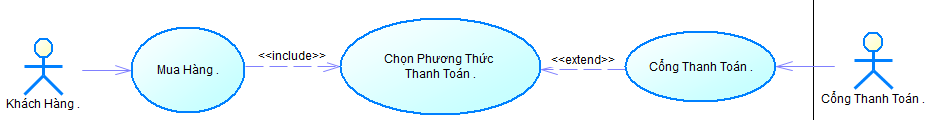 Khách Hàng .
Mua Hàng .
<<include>>
Chọn Phương Thức
Thanh Toán .
<<extend>>
Cổng Thanh Toán .
Cổng Thanh Toán .